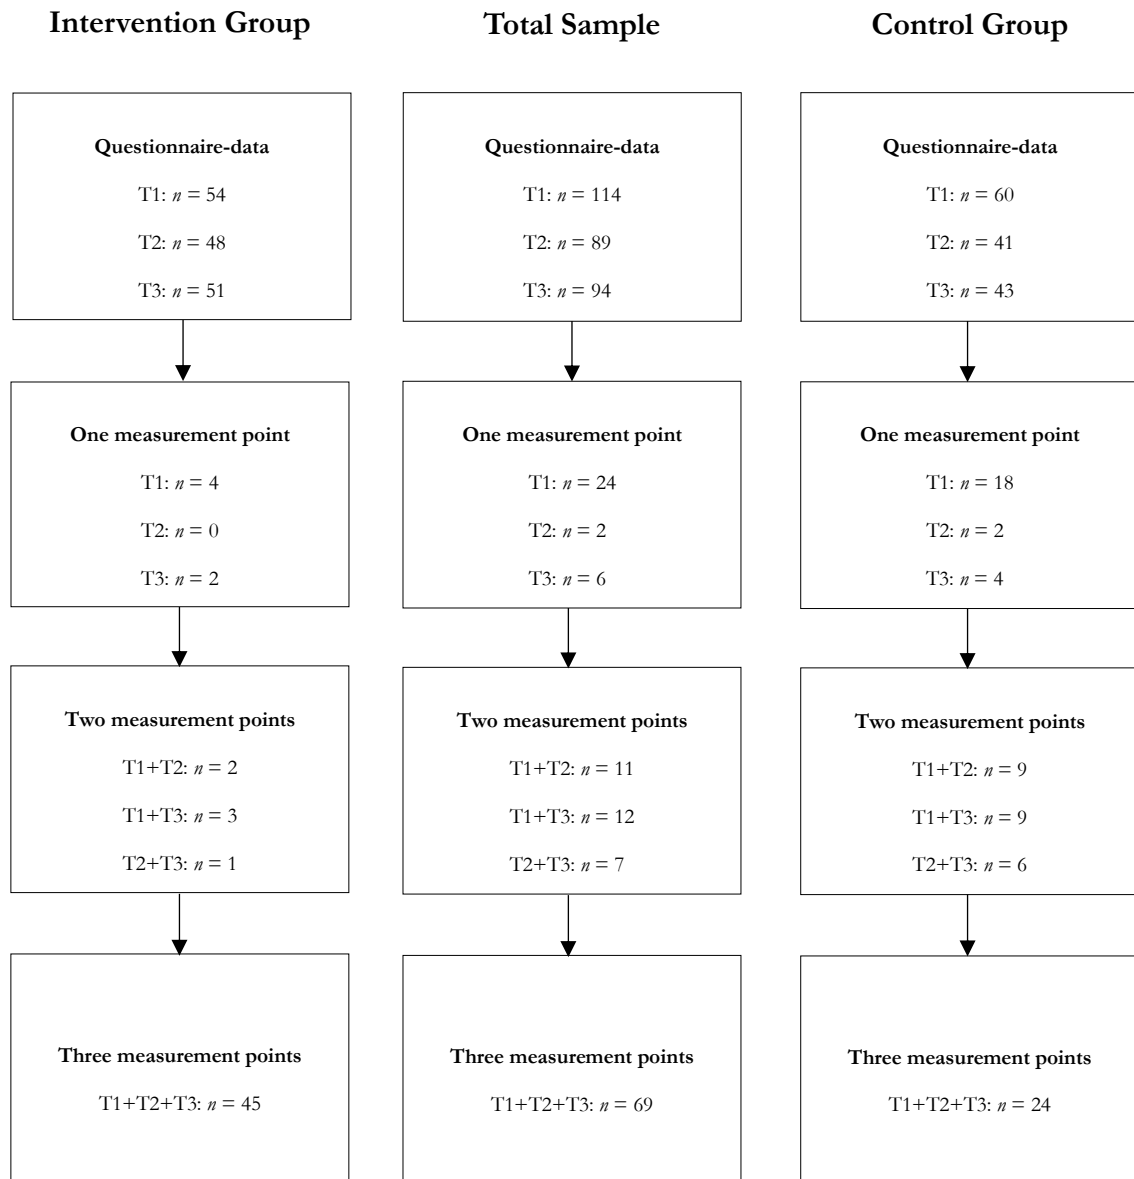 Intervention Group
Total Sample
Control Group
Questionnaire-data
T1: n = 54
T2: n = 48
T3: n = 51
Questionnaire-data
T1: n = 114
T2: n = 89
T3: n = 94
Questionnaire-data
T1: n = 60
T2: n = 41
T3: n = 43
One measurement point
T1: n = 4
T2: n = 0
T3: n = 2
One measurement point
T1: n = 24
T2: n = 2
T3: n = 6
One measurement point
T1: n = 18
T2: n = 2
T3: n = 4
Two measurement points
T1+T2: n = 2
T1+T3: n = 3
T2+T3: n = 1
Two measurement points
T1+T2: n = 11
T1+T3: n = 12
T2+T3: n = 7
Two measurement points
T1+T2: n = 9
T1+T3: n = 9
T2+T3: n = 6
Three measurement points
T1+T2+T3: n = 45
Three measurement points
T1+T2+T3: n = 69
Three measurement points
T1+T2+T3: n = 24